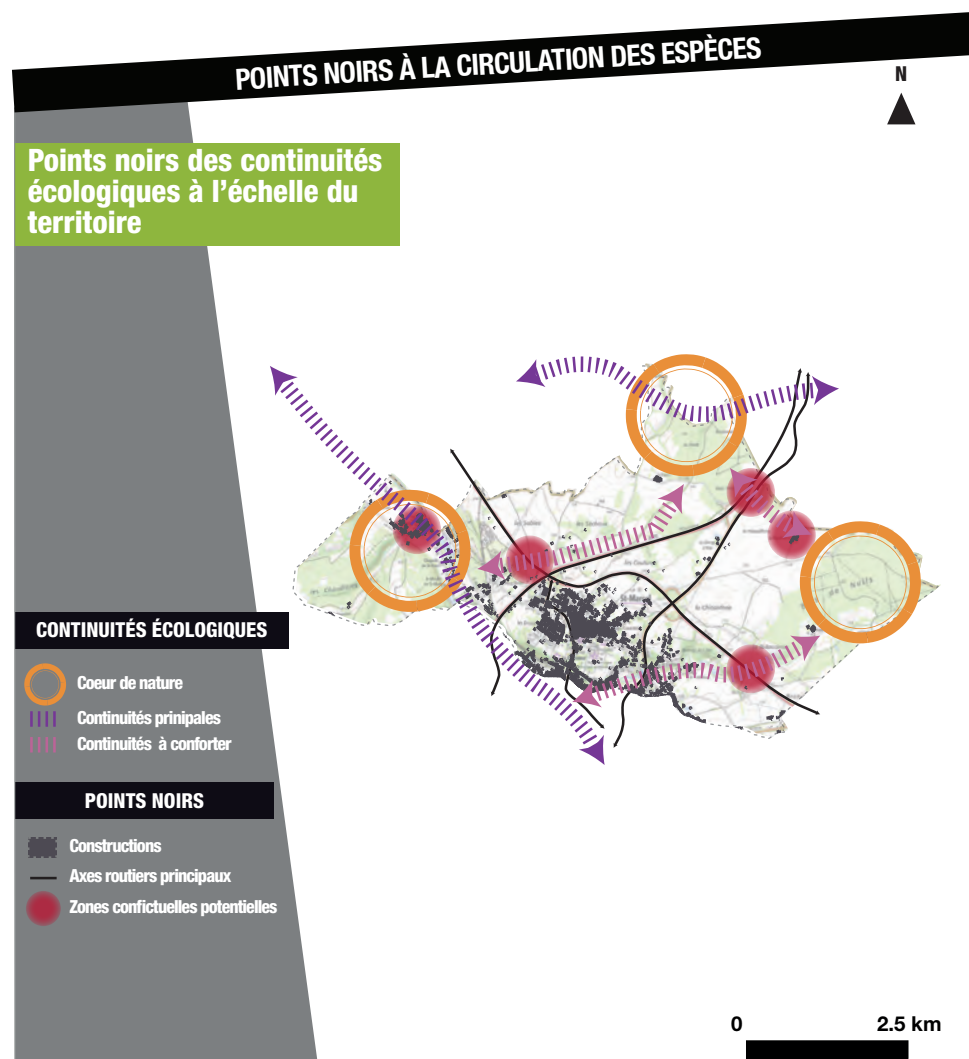 POINTS NOIRS À LA CIRCULATION DES ESPÈCES
N
Points noirs des continuités
écologiques à l'échelle du
territoire
CONTINUITÉS ÉCOLOGIQUES
Coeur de nature
Continuités prinipales
Continuités à conforter
POINTS NOIRS
Constructions
Axes routiers principaux
Zones confictuelles potentielles
0 2.5 km